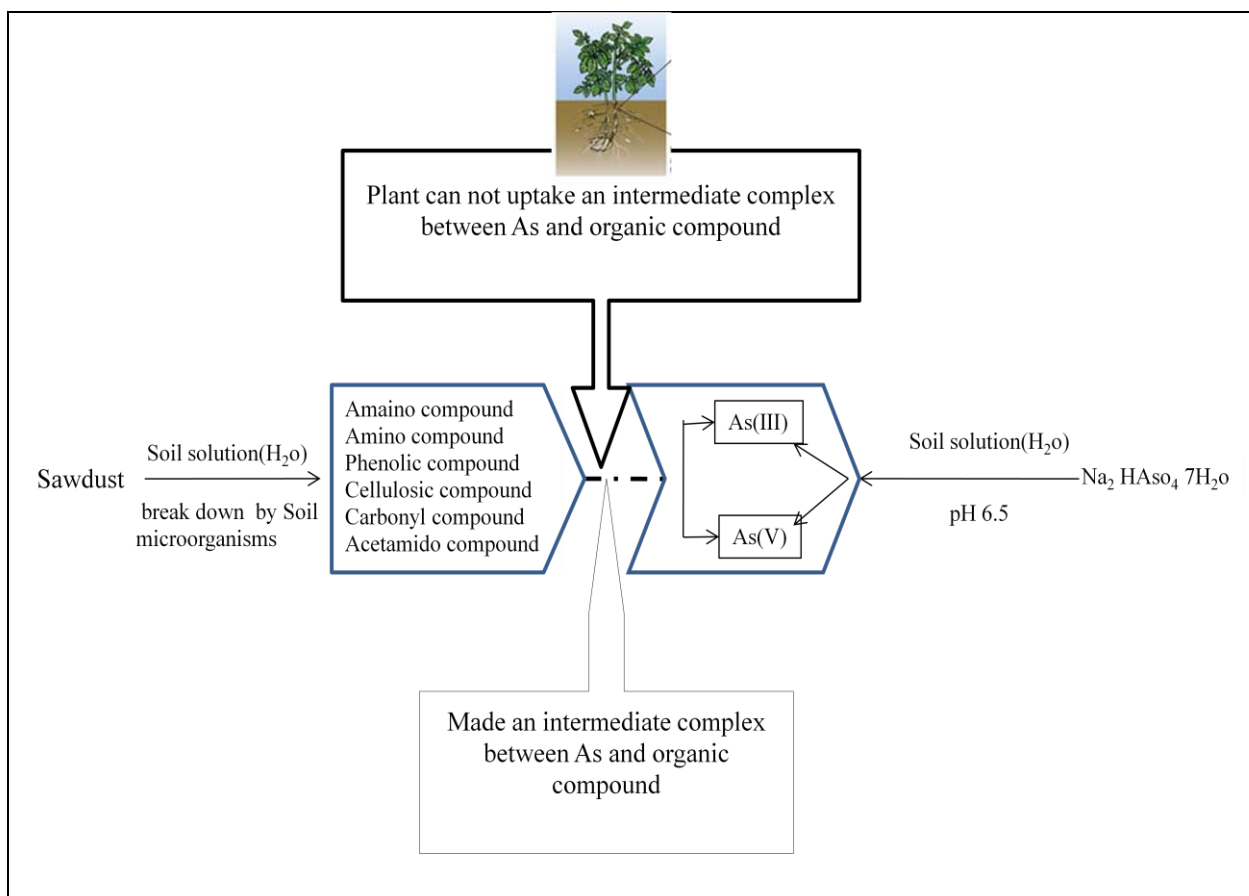 Plant can not uptake an intermediate complex
between As and organic compound
Sawdust
Soil solution(H₂o)
break down by Soil
microorganisms
Amaino compound
Amino compound
Phenolic compound
Cellulosic compound
Carbonyl compound
Acetamido compound
As(III)
As(V)
Soil solution(H₂o)
pH 6.5
Na₂ HAso₄ 7H₂o
Made an intermediate complex
between As and organic
compound